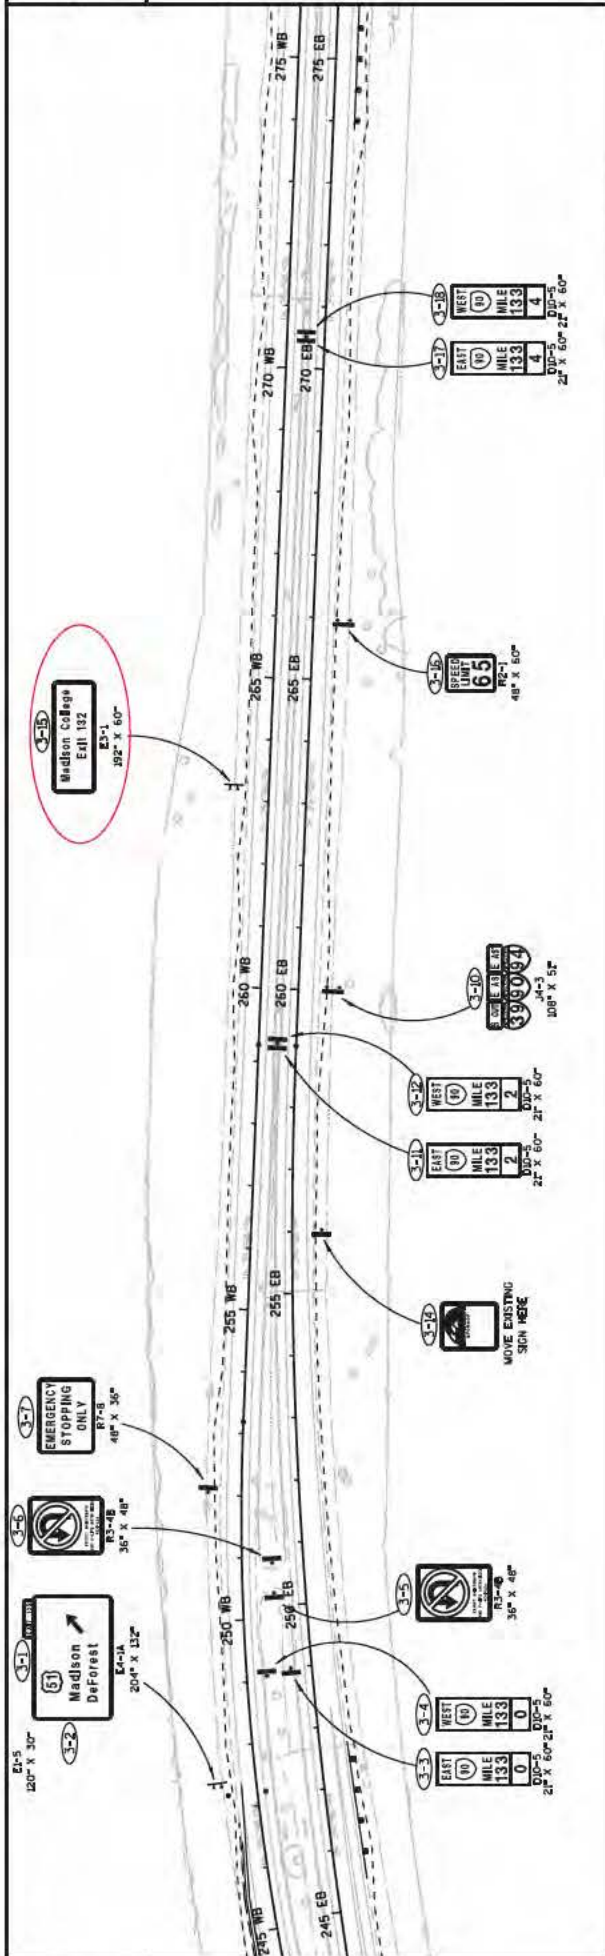 275 WB
275 EB
270 WB
270 EB
265 WB
265 EB
260 WB
260 EB
255 WB
255 EB
250 WB
250 EB
245 WB
245 EB
3-15
Madison College
Exit 132
E3-1
192" X 60"
3-18
WEST
90
MILE
133
4
D10-5
21" X 60"
3-17
EAST
90
MILE
133
4
D10-5
21" X 60"
3-16
SPEED
LIMIT
65
R2-1
48" X 60"
3-10
EAST
EAST
39
90
94
J4-3
108" X 51"
3-12
WEST
90
MILE
133
2
D10-5
21" X 60"
3-11
EAST
90
MILE
133
2
D10-5
21" X 60"
3-14
MOVE EXISTING
SIGN HERE
3-7
EMERGENCY
STOPPING
ONLY
R7-8
48" X 36"
3-6
R3-4B
36" X 48"
3-5
R3-4B
36" X 48"
3-1
E1-5
120" X 30"
51
Madison
DeForest
3-2
E4-1A
204" X 132"
3-4
WEST
90
MILE
133
0
D10-5
21" X 60"
3-3
EAST
90
MILE
133
0
D10-5
21" X 60"